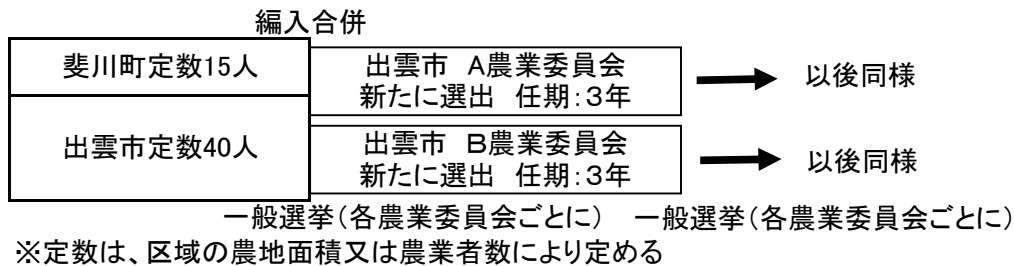 編入合併
斐川町定数15人
出雲市 A農業委員会
新たに選出 任期:3年
以後同様
出雲市定数40人
出雲市 B農業委員会
新たに選出 任期:3年
以後同様
一般選挙(各農業委員会ごとに) 一般選挙(各農業委員会ごとに)
※定数は、区域の農地面積又は農業者数により定める